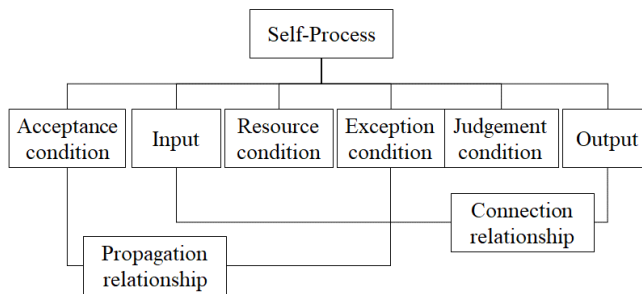 Self-Process
Acceptance
condition
Input
Resource
condition
Exception
condition
Judgement
condition
Output
Connection
relationship
Propagation
relationship